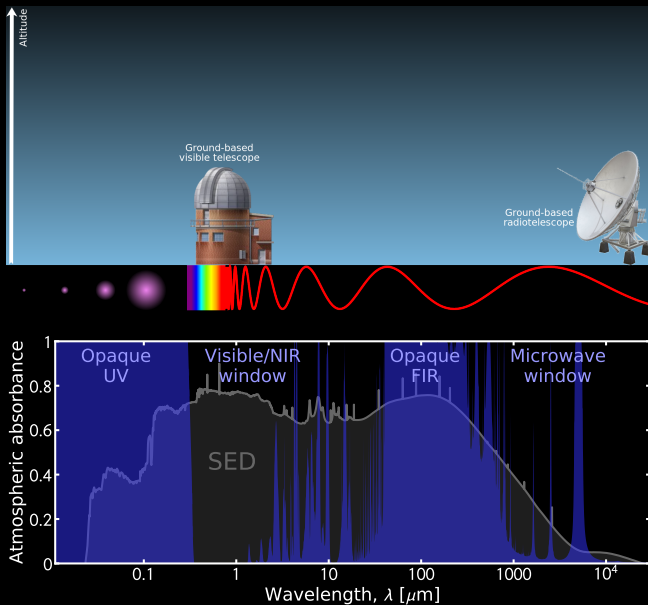 Altitude
Ground-based
visible telescope
Ground-based
radiotelescope
Opaque
UV
Visible/NIR
window
Opaque
FIR
Microwave
window
SED
Atmospheric absorbance
1
0.8
0.6
0.4
0.2
0
0.1
1
10
100
1000
10⁴
Wavelength, λ [μm]